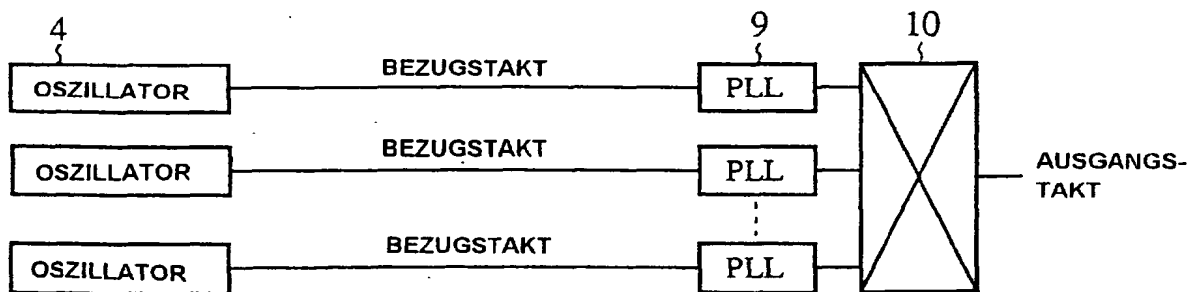 4
9
10
OSZILLATOR
BEZUGSTAKT
PLL
OSZILLATOR
BEZUGSTAKT
PLL
AUSGANGS-
TAKT
OSZILLATOR
BEZUGSTAKT
PLL